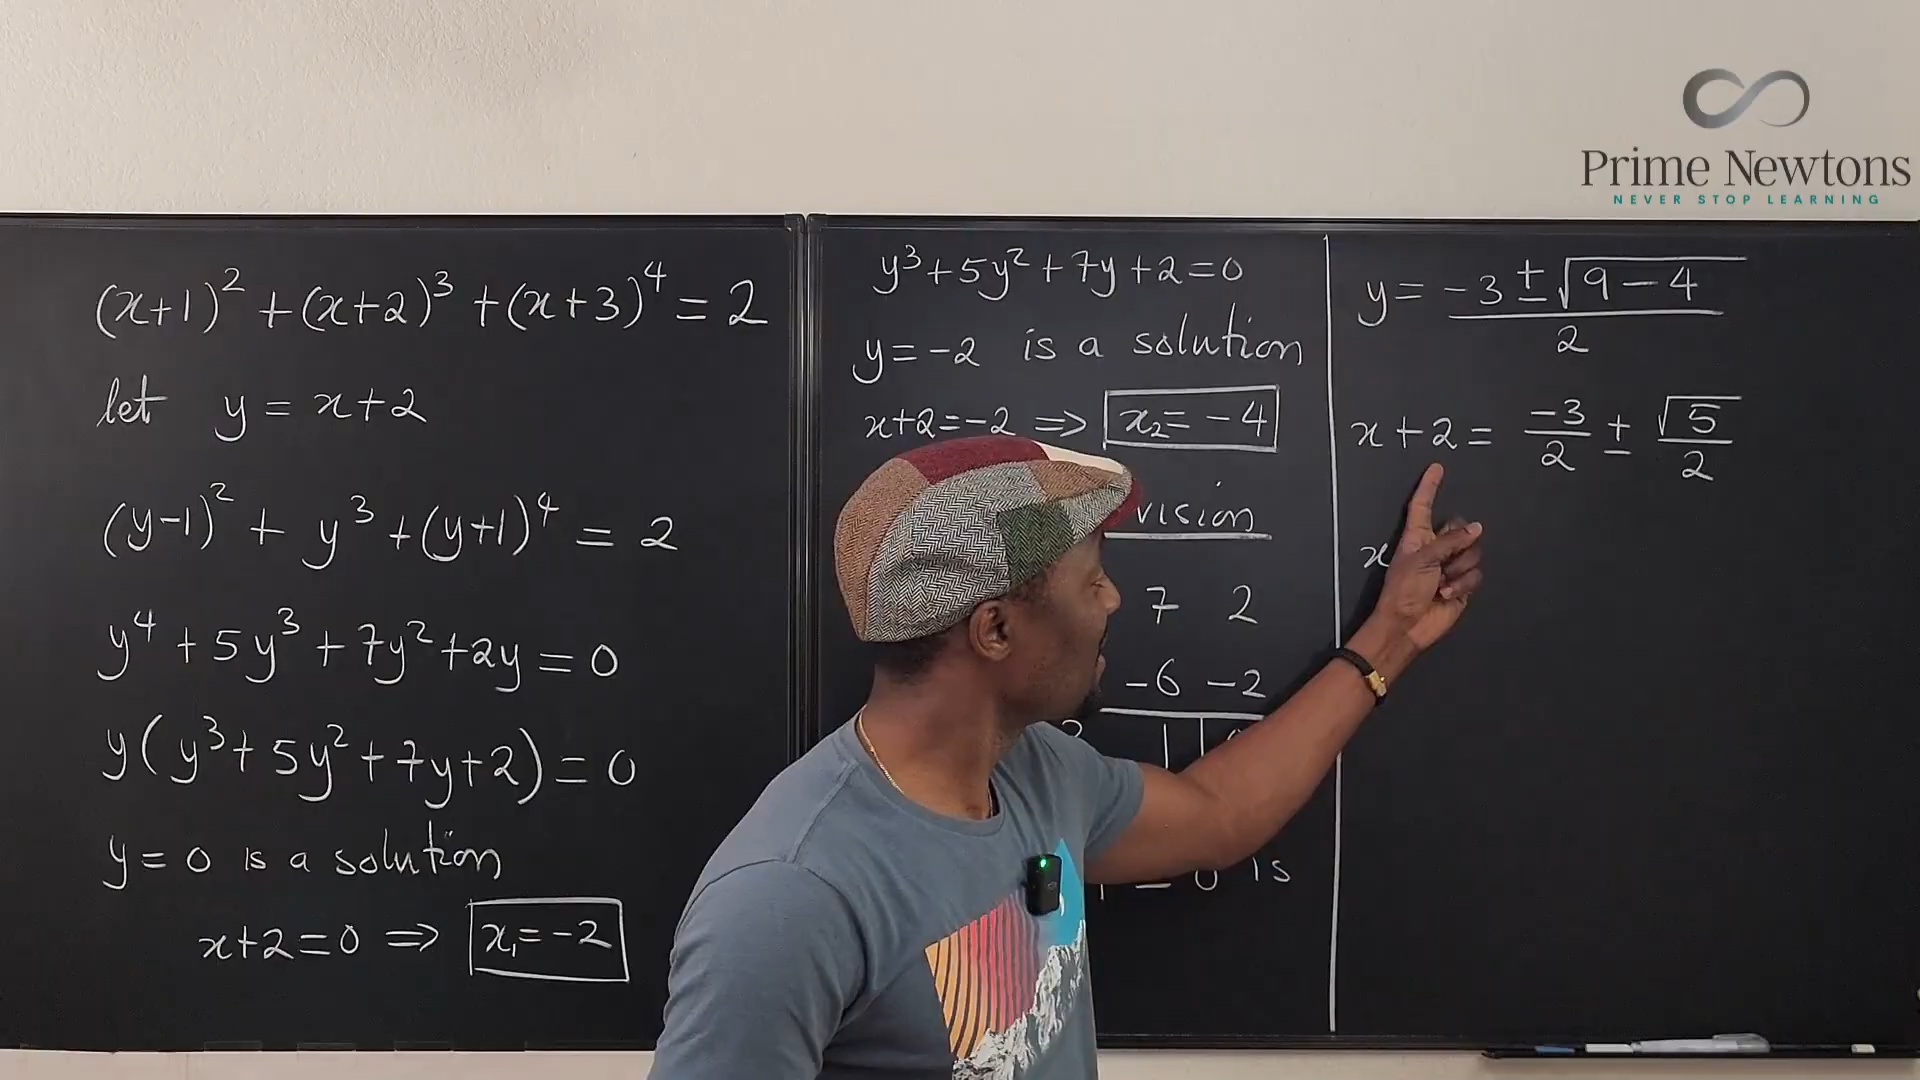 Prime Newtons
NEVER STOP LEARNING
(x+1)² + (x+2)³ + (x+3)⁴ = 2
let y = x+2
(y-1)² + y³ + (y+1)⁴ = 2
y⁴ + 5y³ + 7y² + 2y = 0
y(y³ + 5y² + 7y + 2) = 0
y = 0 is a solution
x+2 = 0 ⇒ x₁ = -2
y³ + 5y² + 7y + 2 = 0
y = -2 is a solution
x+2 = -2 ⇒ x₂ = -4
7 2
-6 -2
1
is
y = (-3 ± √(9 - 4))/2
x + 2 = -3/2 ± √5/2
x